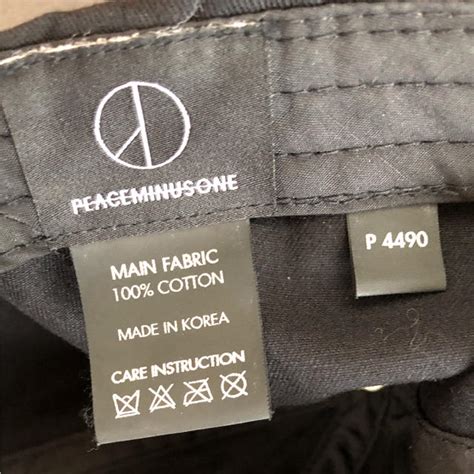 PEACEMINUSONE
MAIN FABRIC
100% COTTON
MADE IN KOREA
CARE INSTRUCTION
P 4490